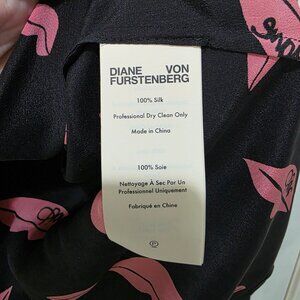 DIANE VON
FURSTENBERG
100% Silk
Professional Dry Clean Only
Made in China
100% Soie
Nettoyage À Sec Par Un
Professionnel Uniquement
Fabriqué en Chine
P